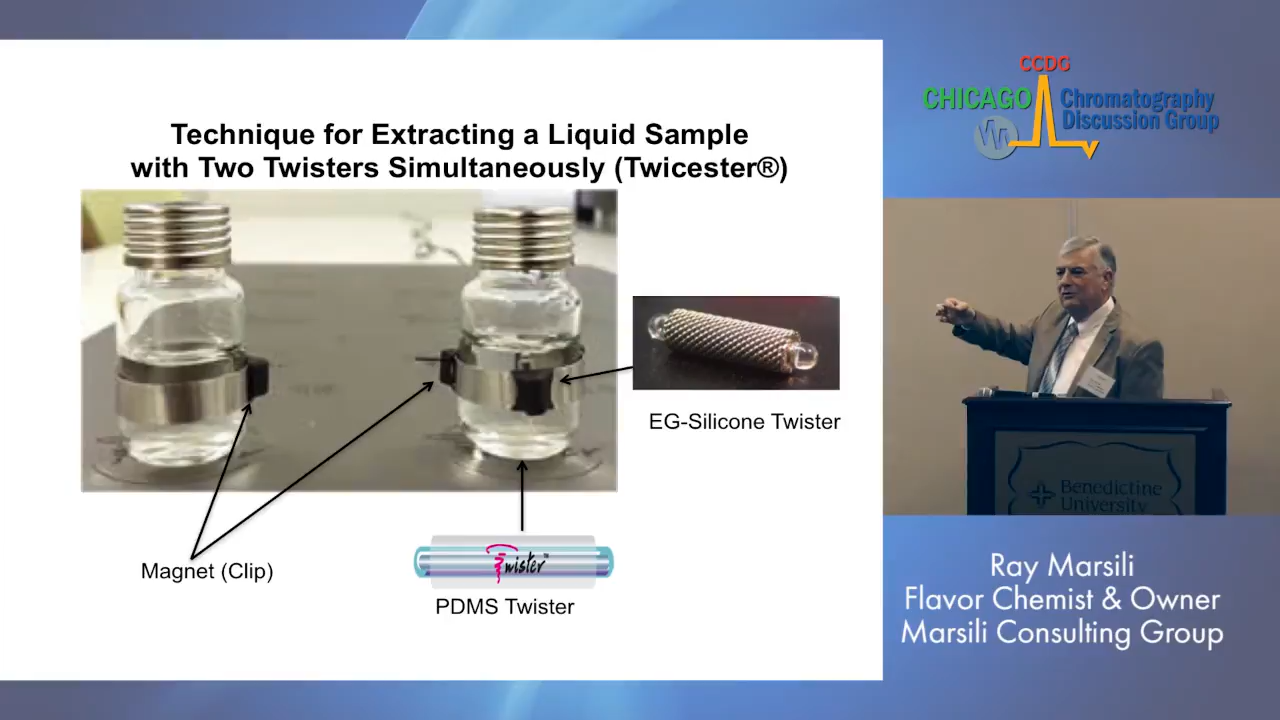 Technique for Extracting a Liquid Sample
with Two Twisters Simultaneously (Twicester®)
EG-Silicone Twister
Magnet (Clip)
Twister™
PDMS Twister
CCDG
CHICAGO
Chromatography
Discussion Group
Benedictine
University
Ray Marsili
Flavor Chemist & Owner
Marsili Consulting Group